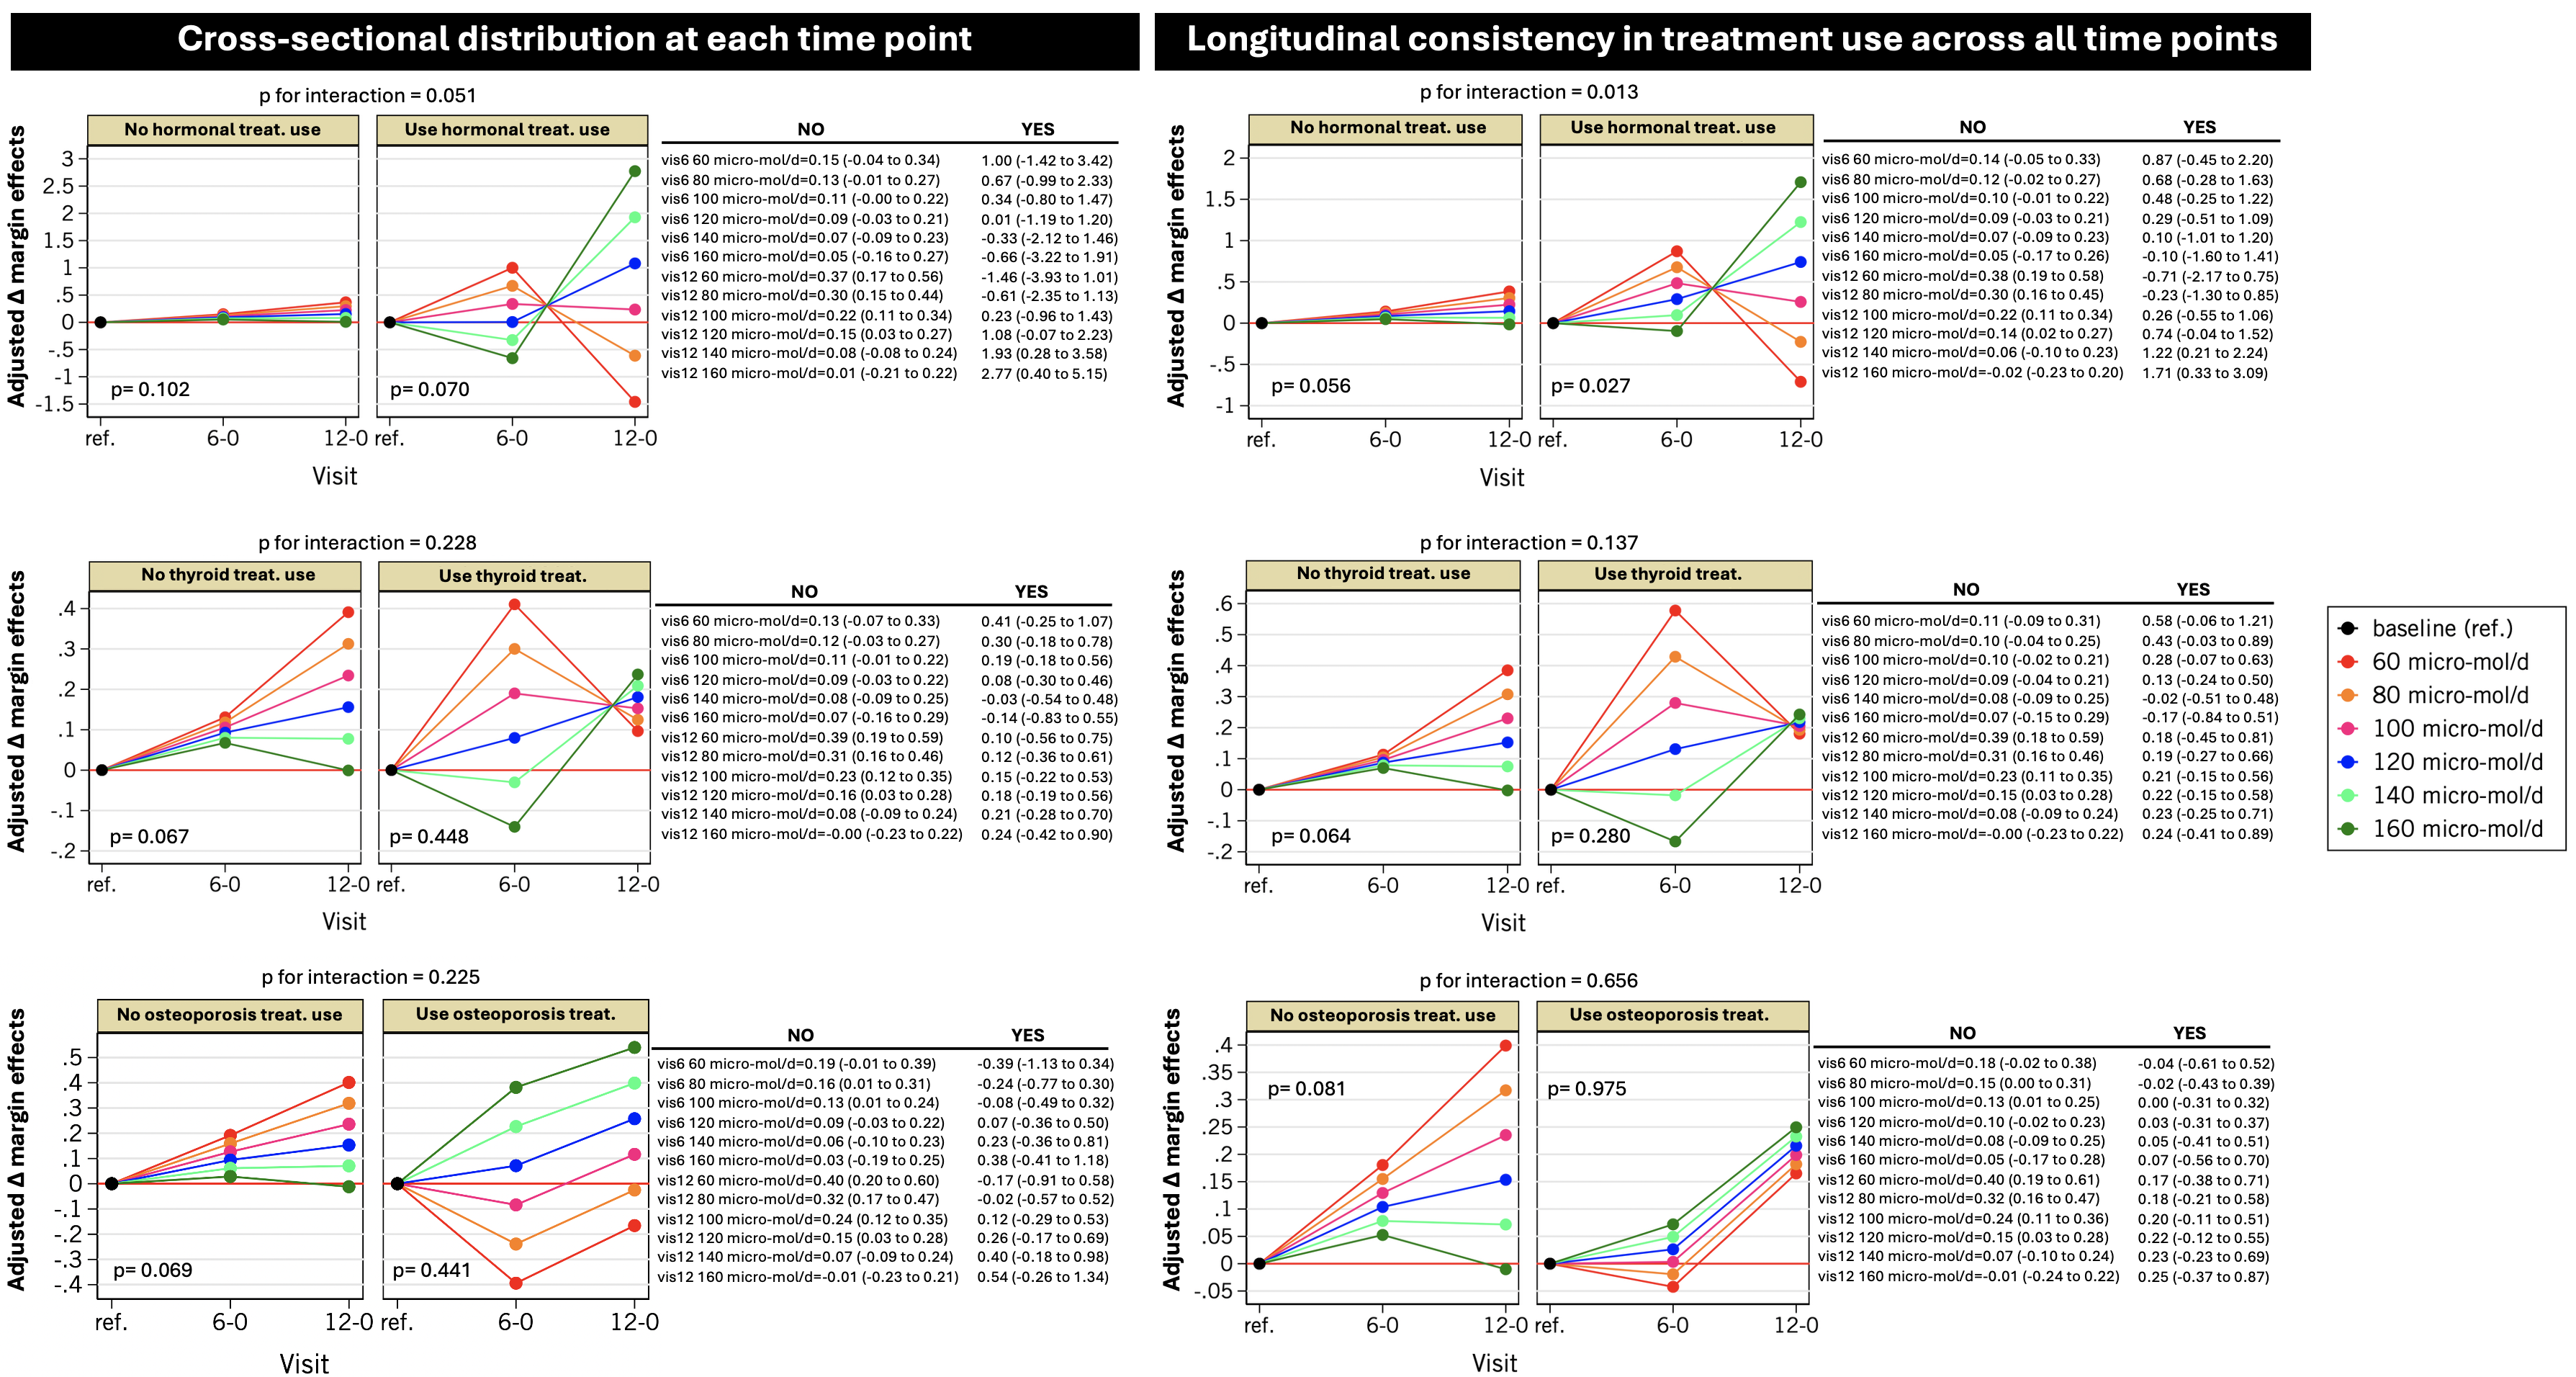 Cross-sectional distribution at each time point
Longitudinal consistency in treatment use across all time points
p for interaction = 0.051
Adjusted Δ margin effects
No hormonal treat. use
Use hormonal treat. use
3
2.5
2
1.5
1
.5
0
-.5
-1
-1.5
p= 0.102
p= 0.070
ref.
6-0
12-0
ref.
6-0
12-0
Visit
NO YES
vis6 60 micro-mol/d=0.15 (-0.04 to 0.34) 1.00 (-1.42 to 3.42)
vis6 80 micro-mol/d=0.13 (-0.01 to 0.27) 0.67 (-0.99 to 2.33)
vis6 100 micro-mol/d=0.11 (-0.00 to 0.22) 0.34 (-0.80 to 1.47)
vis6 120 micro-mol/d=0.09 (-0.03 to 0.21) 0.01 (-1.19 to 1.20)
vis6 140 micro-mol/d=0.07 (-0.09 to 0.23) -0.33 (-2.12 to 1.46)
vis6 160 micro-mol/d=0.05 (-0.16 to 0.27) -0.66 (-3.22 to 1.91)
vis12 60 micro-mol/d=0.37 (0.17 to 0.56) -1.46 (-3.93 to 1.01)
vis12 80 micro-mol/d=0.30 (0.15 to 0.44) -0.61 (-2.35 to 1.13)
vis12 100 micro-mol/d=0.22 (0.11 to 0.34) 0.23 (-0.96 to 1.43)
vis12 120 micro-mol/d=0.15 (0.03 to 0.27) 1.08 (-0.07 to 2.23)
vis12 140 micro-mol/d=0.08 (-0.08 to 0.24) 1.93 (0.28 to 3.58)
vis12 160 micro-mol/d=0.01 (-0.21 to 0.22) 2.77 (0.40 to 5.15)
p for interaction = 0.013
Adjusted Δ margin effects
No hormonal treat. use
Use hormonal treat. use
2
1.5
1
.5
0
-.5
-1
p= 0.056
p= 0.027
ref.
6-0
12-0
ref.
6-0
12-0
Visit
NO YES
vis6 60 micro-mol/d=0.14 (-0.05 to 0.33) 0.87 (-0.45 to 2.20)
vis6 80 micro-mol/d=0.12 (-0.02 to 0.27) 0.68 (-0.28 to 1.63)
vis6 100 micro-mol/d=0.10 (-0.01 to 0.22) 0.48 (-0.25 to 1.22)
vis6 120 micro-mol/d=0.09 (-0.03 to 0.21) 0.29 (-0.51 to 1.09)
vis6 140 micro-mol/d=0.07 (-0.09 to 0.23) 0.10 (-1.01 to 1.20)
vis6 160 micro-mol/d=0.05 (-0.17 to 0.26) -0.10 (-1.60 to 1.41)
vis12 60 micro-mol/d=0.38 (0.19 to 0.58) -0.71 (-2.17 to 0.75)
vis12 80 micro-mol/d=0.30 (0.16 to 0.45) -0.23 (-1.30 to 0.85)
vis12 100 micro-mol/d=0.22 (0.11 to 0.34) 0.26 (-0.55 to 1.06)
vis12 120 micro-mol/d=0.14 (0.02 to 0.27) 0.74 (-0.04 to 1.52)
vis12 140 micro-mol/d=0.06 (-0.10 to 0.23) 1.22 (0.21 to 2.24)
vis12 160 micro-mol/d=-0.02 (-0.23 to 0.20) 1.71 (0.33 to 3.09)
p for interaction = 0.228
Adjusted Δ margin effects
No thyroid treat. use
Use thyroid treat.
.4
.3
.2
.1
0
-.1
-.2
p= 0.067
p= 0.448
ref.
6-0
12-0
ref.
6-0
12-0
Visit
NO YES
vis6 60 micro-mol/d=0.13 (-0.07 to 0.33) 0.41 (-0.25 to 1.07)
vis6 80 micro-mol/d=0.12 (-0.03 to 0.27) 0.30 (-0.18 to 0.78)
vis6 100 micro-mol/d=0.11 (-0.01 to 0.22) 0.19 (-0.18 to 0.56)
vis6 120 micro-mol/d=0.09 (-0.03 to 0.22) 0.08 (-0.30 to 0.46)
vis6 140 micro-mol/d=0.08 (-0.09 to 0.25) -0.03 (-0.54 to 0.48)
vis6 160 micro-mol/d=0.07 (-0.16 to 0.29) -0.14 (-0.83 to 0.55)
vis12 60 micro-mol/d=0.39 (0.19 to 0.59) 0.10 (-0.56 to 0.75)
vis12 80 micro-mol/d=0.31 (0.16 to 0.46) 0.12 (-0.36 to 0.61)
vis12 100 micro-mol/d=0.23 (0.12 to 0.35) 0.15 (-0.22 to 0.53)
vis12 120 micro-mol/d=0.16 (0.03 to 0.28) 0.18 (-0.19 to 0.56)
vis12 140 micro-mol/d=0.08 (-0.09 to 0.24) 0.21 (-0.28 to 0.70)
vis12 160 micro-mol/d=-0.00 (-0.23 to 0.22) 0.24 (-0.42 to 0.90)
p for interaction = 0.137
Adjusted Δ margin effects
No thyroid treat. use
Use thyroid treat.
.6
.5
.4
.3
.2
.1
0
-.1
-.2
p= 0.064
p= 0.280
ref.
6-0
12-0
ref.
6-0
12-0
Visit
NO YES
vis6 60 micro-mol/d=0.11 (-0.09 to 0.31) 0.58 (-0.06 to 1.21)
vis6 80 micro-mol/d=0.10 (-0.04 to 0.25) 0.43 (-0.03 to 0.89)
vis6 100 micro-mol/d=0.10 (-0.02 to 0.21) 0.28 (-0.07 to 0.63)
vis6 120 micro-mol/d=0.09 (-0.04 to 0.21) 0.13 (-0.24 to 0.50)
vis6 140 micro-mol/d=0.08 (-0.09 to 0.25) -0.02 (-0.51 to 0.48)
vis6 160 micro-mol/d=0.07 (-0.15 to 0.29) -0.17 (-0.84 to 0.51)
vis12 60 micro-mol/d=0.39 (0.18 to 0.59) 0.18 (-0.45 to 0.81)
vis12 80 micro-mol/d=0.31 (0.16 to 0.46) 0.19 (-0.27 to 0.66)
vis12 100 micro-mol/d=0.23 (0.11 to 0.35) 0.21 (-0.15 to 0.56)
vis12 120 micro-mol/d=0.15 (0.03 to 0.28) 0.22 (-0.15 to 0.58)
vis12 140 micro-mol/d=0.08 (-0.09 to 0.24) 0.23 (-0.25 to 0.71)
vis12 160 micro-mol/d=-0.00 (-0.23 to 0.22) 0.24 (-0.41 to 0.89)
baseline (ref.)
60 micro-mol/d
80 micro-mol/d
100 micro-mol/d
120 micro-mol/d
140 micro-mol/d
160 micro-mol/d
p for interaction = 0.225
Adjusted Δ margin effects
No osteoporosis treat. use
Use osteoporosis treat.
.5
.4
.3
.2
.1
0
-.1
-.2
-.3
-.4
p= 0.069
p= 0.441
ref.
6-0
12-0
ref.
6-0
12-0
Visit
NO YES
vis6 60 micro-mol/d=0.19 (-0.01 to 0.39) -0.39 (-1.13 to 0.34)
vis6 80 micro-mol/d=0.16 (0.01 to 0.31) -0.24 (-0.77 to 0.30)
vis6 100 micro-mol/d=0.13 (0.01 to 0.24) -0.08 (-0.49 to 0.32)
vis6 120 micro-mol/d=0.09 (-0.03 to 0.22) 0.07 (-0.36 to 0.50)
vis6 140 micro-mol/d=0.06 (-0.10 to 0.23) 0.23 (-0.36 to 0.81)
vis6 160 micro-mol/d=0.03 (-0.19 to 0.25) 0.38 (-0.41 to 1.18)
vis12 60 micro-mol/d=0.40 (0.20 to 0.60) -0.17 (-0.91 to 0.58)
vis12 80 micro-mol/d=0.32 (0.17 to 0.47) -0.02 (-0.57 to 0.52)
vis12 100 micro-mol/d=0.24 (0.12 to 0.35) 0.12 (-0.29 to 0.53)
vis12 120 micro-mol/d=0.15 (0.03 to 0.28) 0.26 (-0.17 to 0.69)
vis12 140 micro-mol/d=0.07 (-0.09 to 0.24) 0.40 (-0.18 to 0.98)
vis12 160 micro-mol/d=-0.01 (-0.23 to 0.21) 0.54 (-0.26 to 1.34)
p for interaction = 0.656
Adjusted Δ margin effects
No osteoporosis treat. use
Use osteoporosis treat.
.4
.35
.3
.25
.2
.15
.1
.05
0
-.05
p= 0.081
p= 0.975
ref.
6-0
12-0
ref.
6-0
12-0
Visit
NO YES
vis6 60 micro-mol/d=0.18 (-0.02 to 0.38) -0.04 (-0.61 to 0.52)
vis6 80 micro-mol/d=0.15 (0.00 to 0.31) -0.02 (-0.43 to 0.39)
vis6 100 micro-mol/d=0.13 (0.01 to 0.25) 0.00 (-0.31 to 0.32)
vis6 120 micro-mol/d=0.10 (-0.02 to 0.23) 0.03 (-0.31 to 0.37)
vis6 140 micro-mol/d=0.08 (-0.09 to 0.25) 0.05 (-0.41 to 0.51)
vis6 160 micro-mol/d=0.05 (-0.17 to 0.28) 0.07 (-0.56 to 0.70)
vis12 60 micro-mol/d=0.40 (0.19 to 0.61) 0.17 (-0.38 to 0.71)
vis12 80 micro-mol/d=0.32 (0.16 to 0.47) 0.18 (-0.21 to 0.58)
vis12 100 micro-mol/d=0.24 (0.11 to 0.36) 0.20 (-0.11 to 0.51)
vis12 120 micro-mol/d=0.15 (0.03 to 0.28) 0.22 (-0.12 to 0.55)
vis12 140 micro-mol/d=0.07 (-0.10 to 0.24) 0.23 (-0.23 to 0.69)
vis12 160 micro-mol/d=-0.01 (-0.24 to 0.22) 0.25 (-0.37 to 0.87)